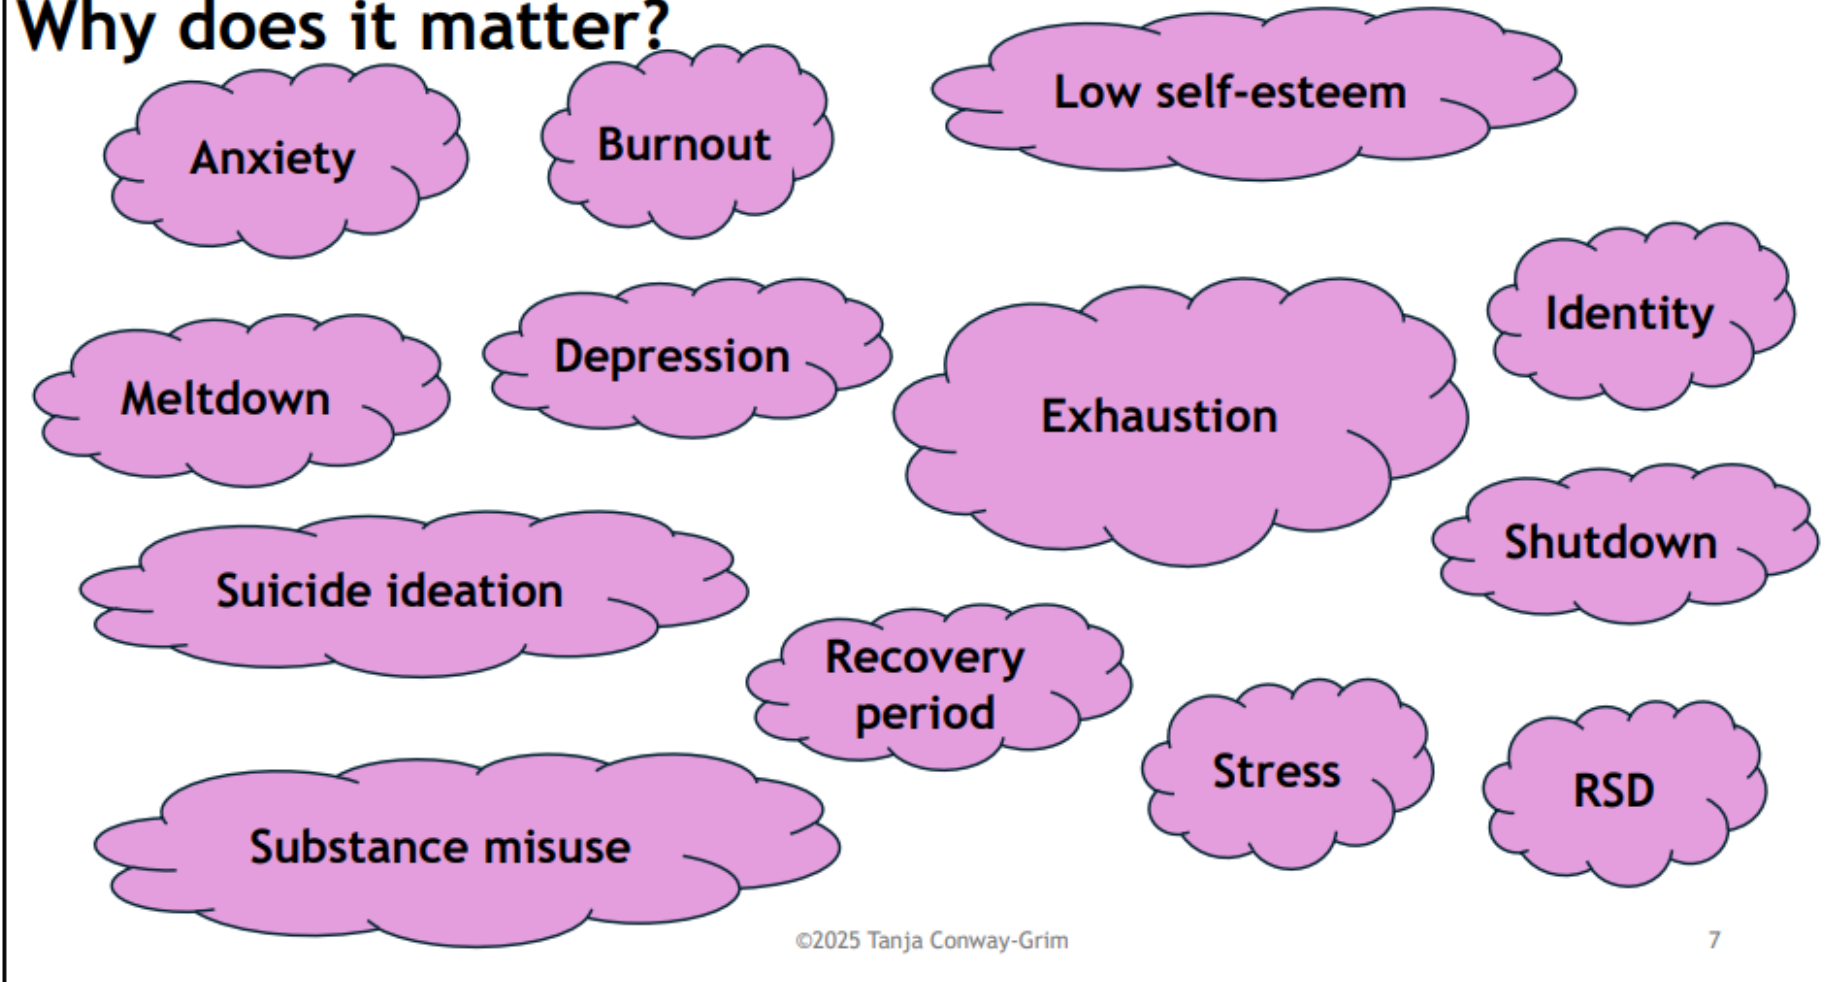 Why does it matter?
Low self-esteem
Anxiety
Burnout
Identity
Depression
Meltdown
Exhaustion
Shutdown
Suicide ideation
Recovery
period
Stress
RSD
Substance misuse
©2025 Tanja Conway-Grim
7